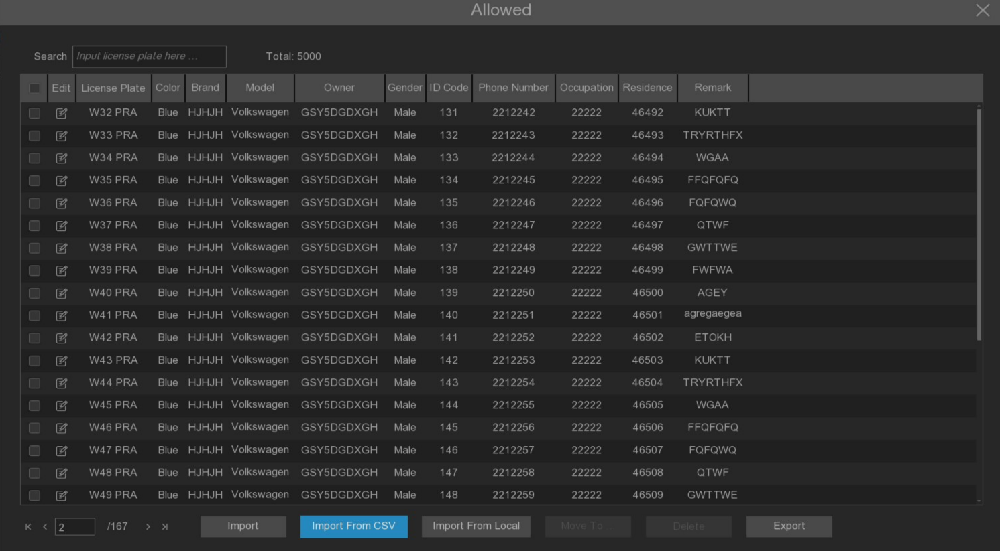 Allowed
Search Input license plate here ... Total: 5000
Edit License Plate Color Brand Model Owner Gender ID Code Phone Number Occupation Residence Remark
W32 PRA Blue HJHJH Volkswagen GSY5DGDXGH Male 131 2212242 22222 46492 KUKTT
W33 PRA Blue HJHJH Volkswagen GSY5DGDXGH Male 132 2212243 22222 46493 TRYRTHFX
W34 PRA Blue HJHJH Volkswagen GSY5DGDXGH Male 133 2212244 22222 46494 WGAA
W35 PRA Blue HJHJH Volkswagen GSY5DGDXGH Male 134 2212245 22222 46495 FFQFQFQ
W36 PRA Blue HJHJH Volkswagen GSY5DGDXGH Male 135 2212246 22222 46496 FQFQWQ
W37 PRA Blue HJHJH Volkswagen GSY5DGDXGH Male 136 2212247 22222 46497 QTWF
W38 PRA Blue HJHJH Volkswagen GSY5DGDXGH Male 137 2212248 22222 46498 GWTTWE
W39 PRA Blue HJHJH Volkswagen GSY5DGDXGH Male 138 2212249 22222 46499 FWFWA
W40 PRA Blue HJHJH Volkswagen GSY5DGDXGH Male 139 2212250 22222 46500 AGEY
W41 PRA Blue HJHJH Volkswagen GSY5DGDXGH Male 140 2212251 22222 46501 agregaegea
W42 PRA Blue HJHJH Volkswagen GSY5DGDXGH Male 141 2212252 22222 46502 ETOKH
W43 PRA Blue HJHJH Volkswagen GSY5DGDXGH Male 142 2212253 22222 46503 KUKTT
W44 PRA Blue HJHJH Volkswagen GSY5DGDXGH Male 143 2212254 22222 46504 TRYRTHFX
W45 PRA Blue HJHJH Volkswagen GSY5DGDXGH Male 144 2212255 22222 46505 WGAA
W46 PRA Blue HJHJH Volkswagen GSY5DGDXGH Male 145 2212256 22222 46506 FFQFQFQ
W47 PRA Blue HJHJH Volkswagen GSY5DGDXGH Male 146 2212257 22222 46507 FQFQWQ
W48 PRA Blue HJHJH Volkswagen GSY5DGDXGH Male 147 2212258 22222 46508 QTWF
W49 PRA Blue HJHJH Volkswagen GSY5DGDXGH Male 148 2212259 22222 46509 GWTTWE
2 /167 Import Import From CSV Import From Local Move To ... Delete Export